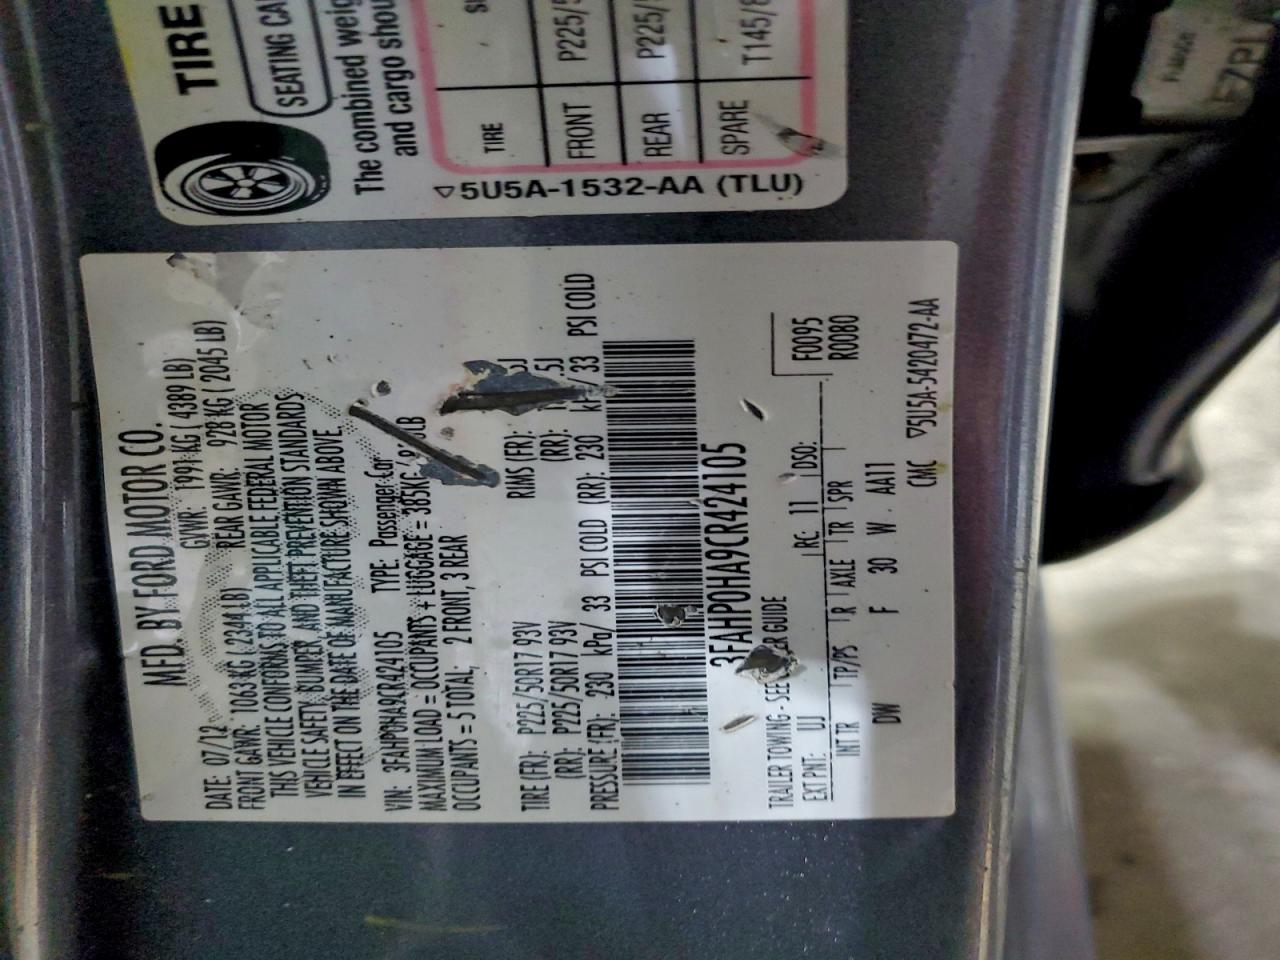 TIRE
SEATING CA
The combined weig
and cargo shou
TIRE
FRONT P225/5
REAR P225/
SPARE T145/8
5U5A-1532-AA (TLU)
MFD. BY FORD MOTOR CO.
DATE: 07/12 GVWR: 1991 KG ( 4389 LB)
FRONT GAWR: 1063 KG ( 2344 LB) REAR GAWR: 928 KG ( 2045 LB)
THIS VEHICLE CONFORMS TO ALL APPLICABLE FEDERAL MOTOR
VEHICLE SAFETY, BUMPER, AND THEFT PREVENTION STANDARDS
IN EFFECT ON THE DATE OF MANUFACTURE SHOWN ABOVE.
VIN: 3FAHP0HA9CR424105 TYPE: Passenger Car
MAXIMUM LOAD = OCCUPANTS + LUGGAGE = 385KG / LB
OCCUPANTS = 5 TOTAL; 2 FRONT, 3 REAR
TIRE (FR): P225/50R17 93V RIMS (FR): 5J
(RR): P225/50R17 93V (RR): .5J
PRESSURE (FR): 230 kPa/ 33 PSI COLD (RR): 230 33 PSI COLD
3FAHP0HA9CR424105
TRAILER TOWING - SEE GUIDE
EXT PNT: UJ RC: 11 DSO: F0095
INT TR TP/PS R AXLE TR SPR R0080
DW F 30 W AA11
CMC ▽5U5A-5420472-AA